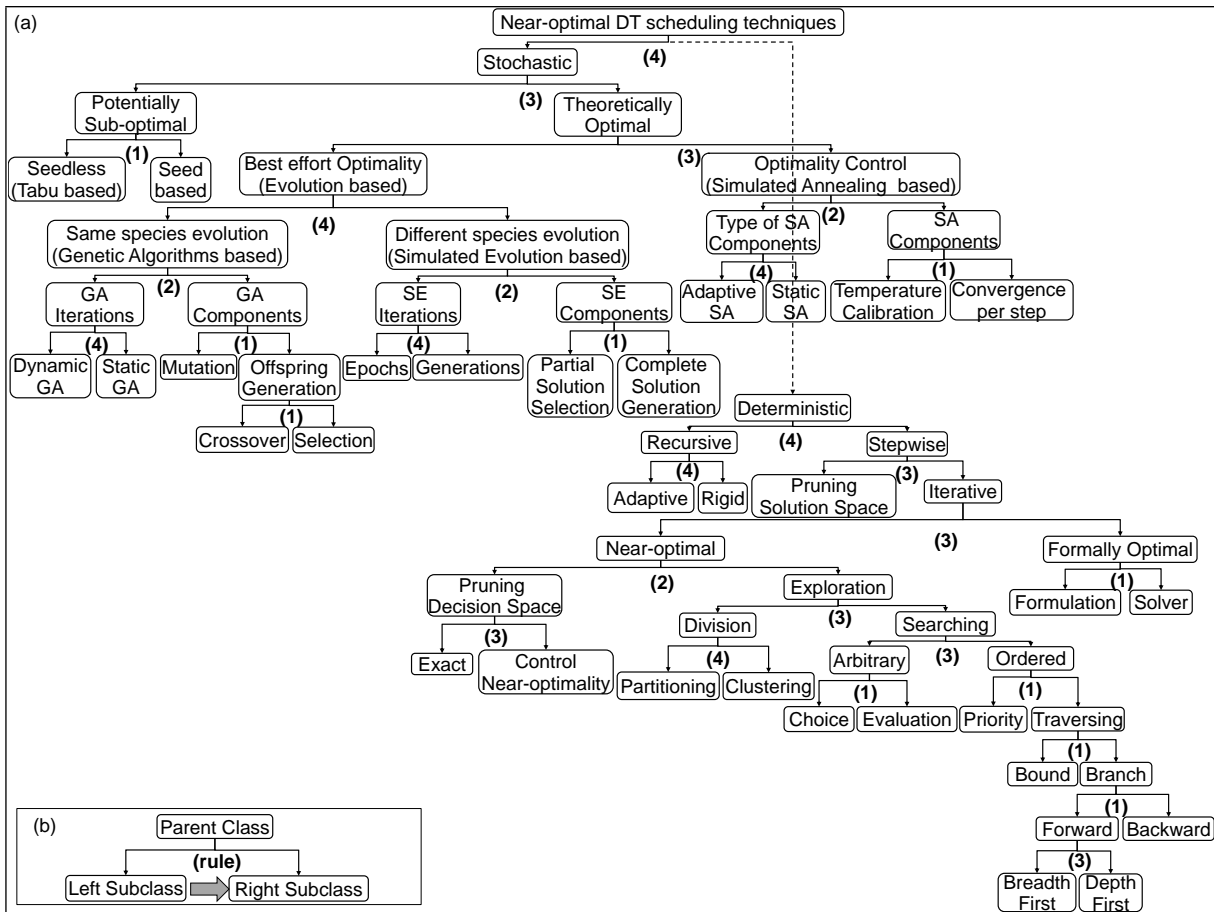 (a)
Near-optimal DT scheduling techniques
(4)
Stochastic
(3)
Potentially
Sub-optimal
Theoretically
Optimal
(1)
Seedless
(Tabu based)
Seed
based
(3)
Best effort Optimality
(Evolution based)
Optimality Control
(Simulated Annealing based)
(4)
(2)
Same species evolution
(Genetic Algorithms based)
Different species evolution
(Simulated Evolution based)
Type of SA
Components
SA
Components
(2)
(2)
(4)
(1)
GA
Iterations
GA
Components
SE
Iterations
SE
Components
Adaptive
SA
Static
SA
Temperature
Calibration
Convergence
per step
(4)
(1)
(4)
(1)
Dynamic
GA
Static
GA
Mutation
Offspring
Generation
Epochs
Generations
Partial
Solution
Selection
Complete
Solution
Generation
(1)
Crossover
Selection
Deterministic
(4)
Recursive
Stepwise
(4)
(3)
Adaptive
Rigid
Pruning
Solution Space
Iterative
(3)
Near-optimal
Formally Optimal
(2)
(1)
Pruning
Decision Space
Exploration
Formulation
Solver
(3)
(3)
Exact
Control
Near-optimality
Division
Searching
(4)
(3)
Partitioning
Clustering
Arbitrary
Ordered
(1)
(1)
Choice
Evaluation
Priority
Traversing
(1)
Bound
Branch
(1)
Forward
Backward
(3)
Breadth
First
Depth
First
(b)
Parent Class
(rule)
Left Subclass
Right Subclass